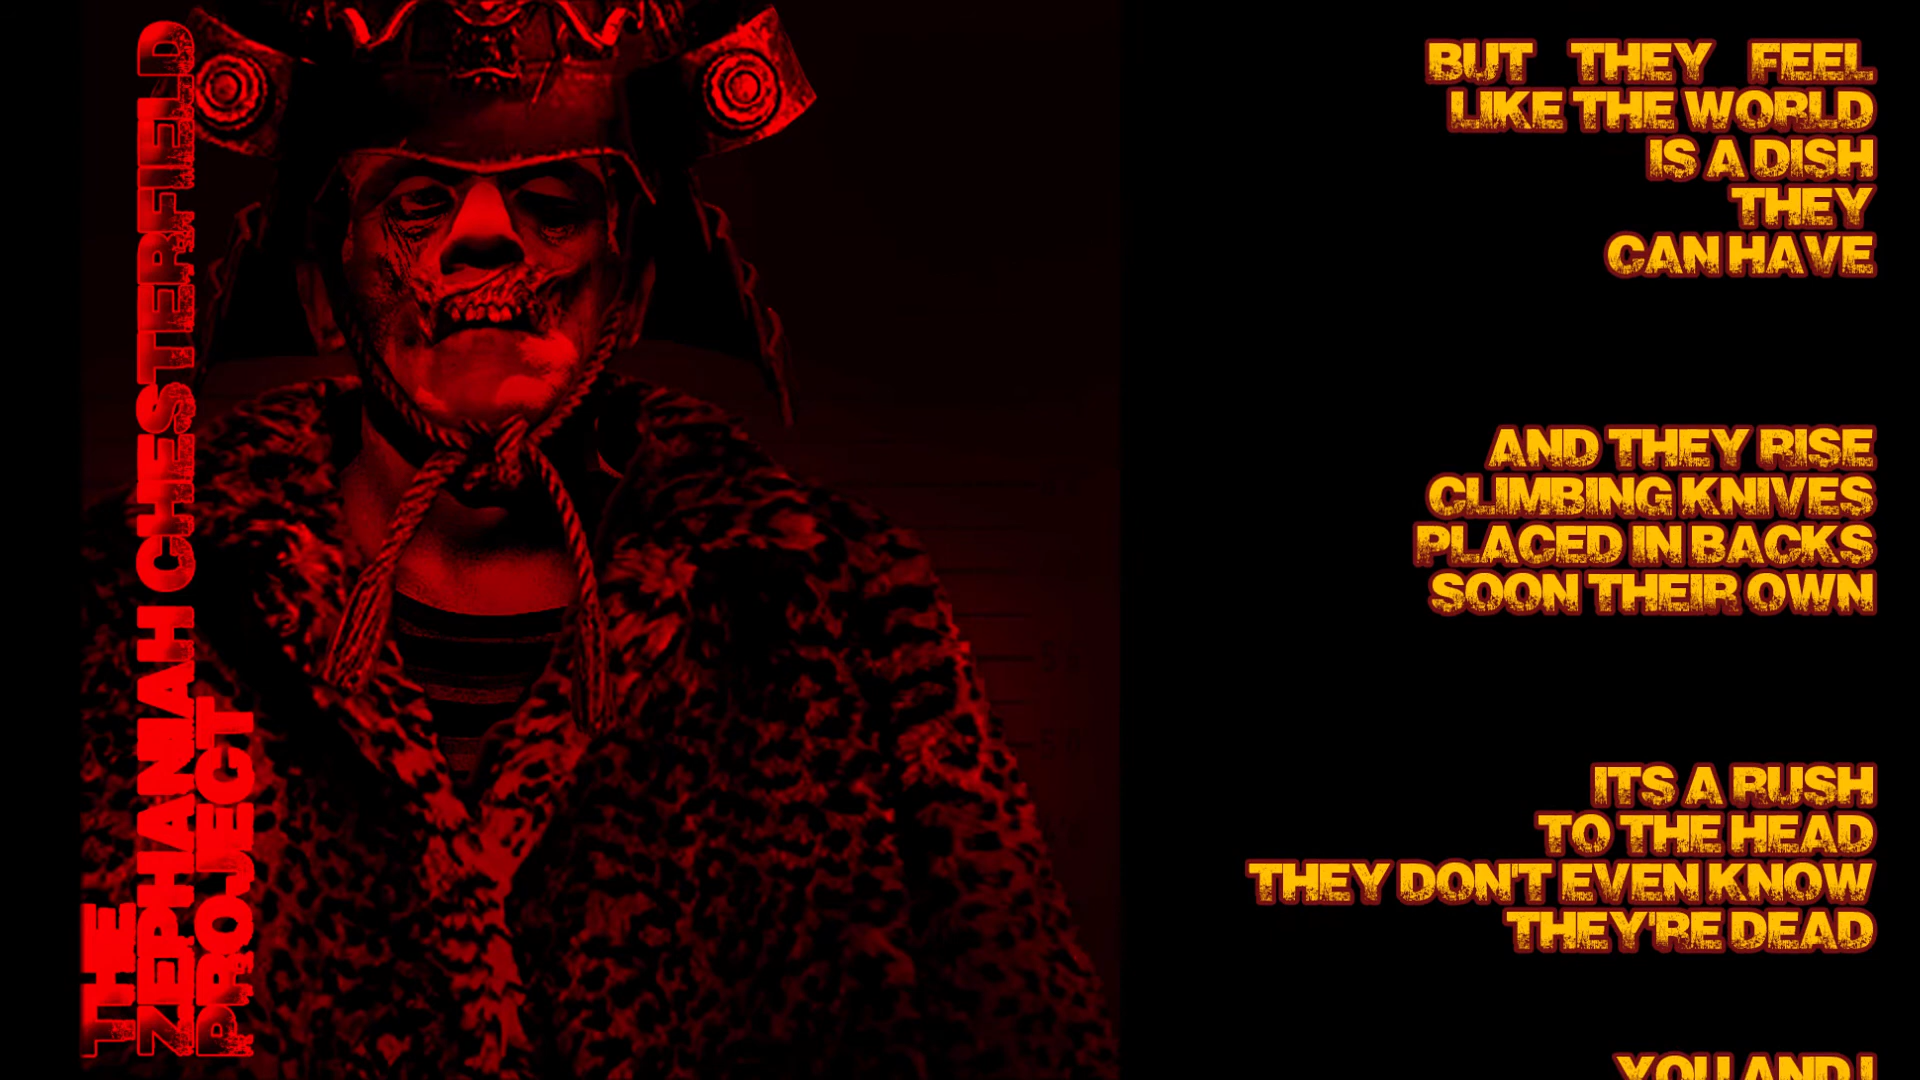 THE
ZEPHANIAH CHESTERFIELD
PROJECT
BUT THEY FEEL
LIKE THE WORLD
IS A DISH
THEY
CAN HAVE
AND THEY RISE
CLIMBING KNIVES
PLACED IN BACKS
SOON THEIR OWN
ITS A RUSH
TO THE HEAD
THEY DON'T EVEN KNOW
THEY'RE DEAD
YOU AND I